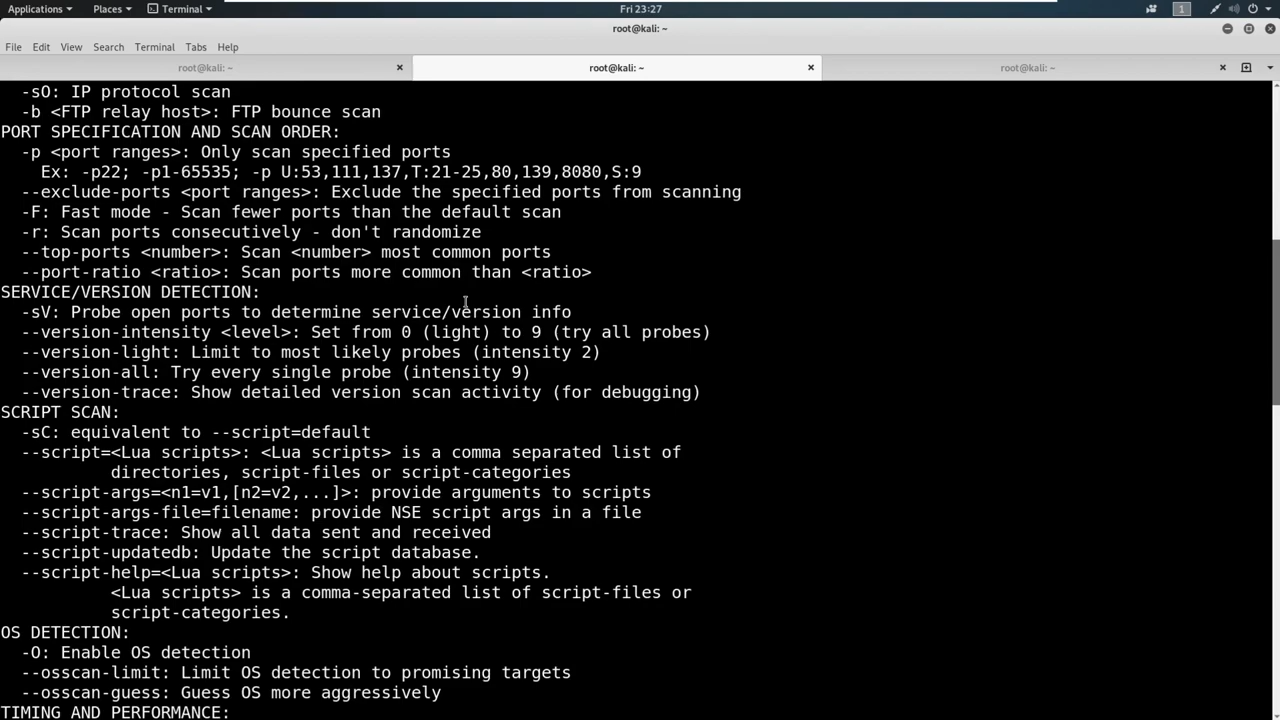 Applications Places Terminal Fri 23:27 1
root@kali: ~
File Edit View Search Terminal Tabs Help
root@kali: ~ × root@kali: ~ × root@kali: ~ ×
-sO: IP protocol scan
-b <FTP relay host>: FTP bounce scan
PORT SPECIFICATION AND SCAN ORDER:
-p <port ranges>: Only scan specified ports
Ex: -p22; -p1-65535; -p U:53,111,137,T:21-25,80,139,8080,S:9
--exclude-ports <port ranges>: Exclude the specified ports from scanning
-F: Fast mode - Scan fewer ports than the default scan
-r: Scan ports consecutively - don't randomize
--top-ports <number>: Scan <number> most common ports
--port-ratio <ratio>: Scan ports more common than <ratio>
SERVICE/VERSION DETECTION:
-sV: Probe open ports to determine service/version info
--version-intensity <level>: Set from 0 (light) to 9 (try all probes)
--version-light: Limit to most likely probes (intensity 2)
--version-all: Try every single probe (intensity 9)
--version-trace: Show detailed version scan activity (for debugging)
SCRIPT SCAN:
-sC: equivalent to --script=default
--script=<Lua scripts>: <Lua scripts> is a comma separated list of
directories, script-files or script-categories
--script-args=<n1=v1,[n2=v2,...]>: provide arguments to scripts
--script-args-file=filename: provide NSE script args in a file
--script-trace: Show all data sent and received
--script-updatedb: Update the script database.
--script-help=<Lua scripts>: Show help about scripts.
<Lua scripts> is a comma-separated list of script-files or
script-categories.
OS DETECTION:
-O: Enable OS detection
--osscan-limit: Limit OS detection to promising targets
--osscan-guess: Guess OS more aggressively
TIMING AND PERFORMANCE: